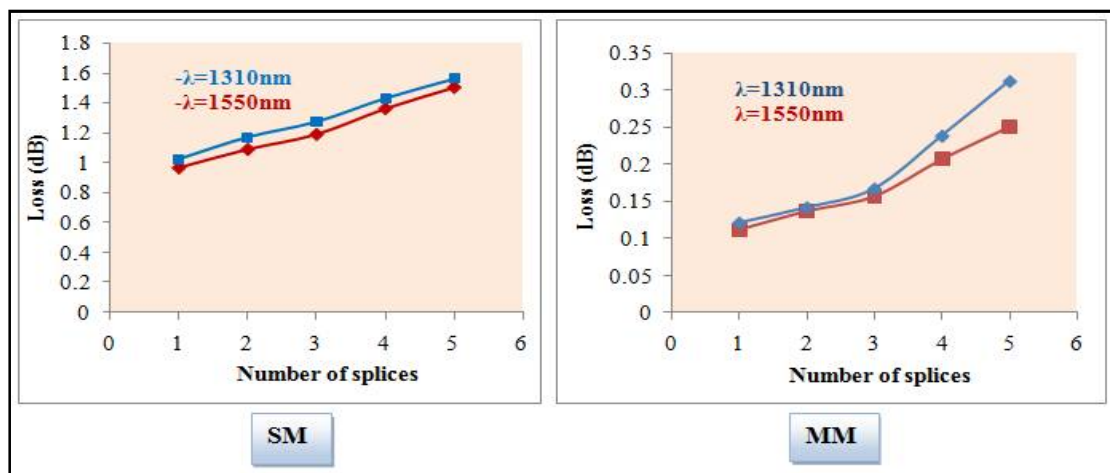 1.8
1.6
1.4
1.2
1
0.8
0.6
0.4
0.2
0
Loss (dB)
-λ=1310nm
-λ=1550nm
0 1 2 3 4 5 6
Number of splices
SM
0.35
0.3
0.25
0.2
0.15
0.1
0.05
0
Loss (dB)
λ=1310nm
λ=1550nm
0 1 2 3 4 5 6
Number of splices
MM